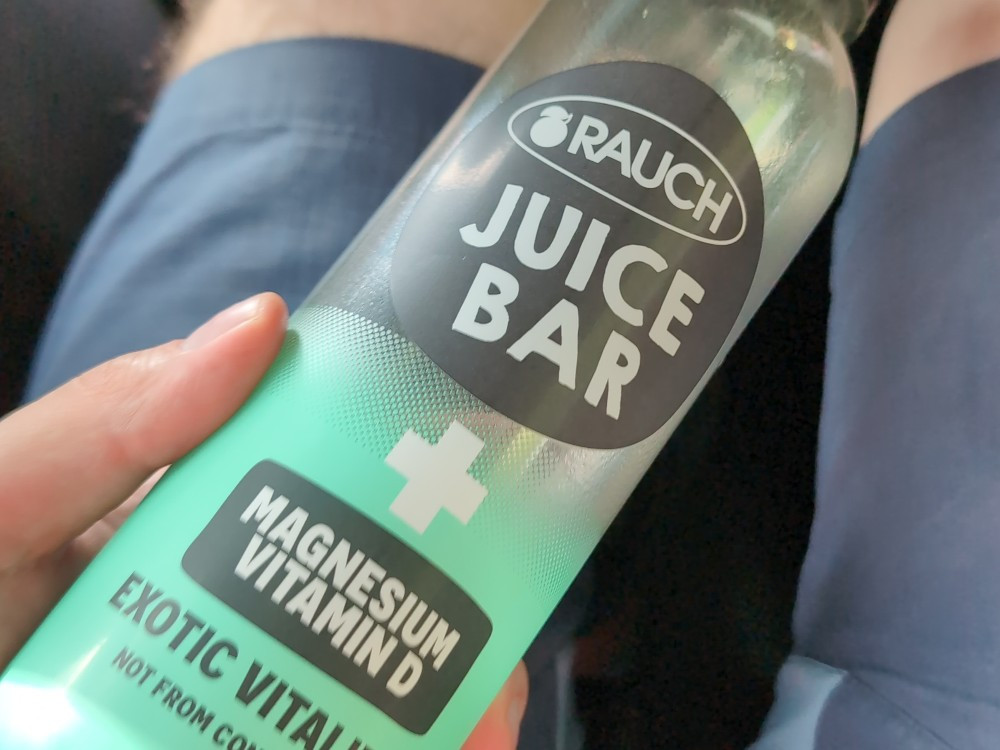 RAUCH
JUICE
BAR
MAGNESIUM
VITAMIN D
EXOTIC
NOT FROM